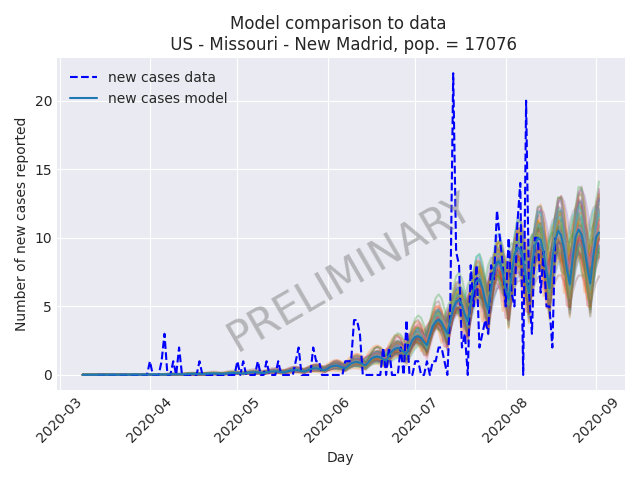 Model comparison to data
US - Missouri - New Madrid, pop. = 17076
new cases data
new cases model
PRELIMINARY
Number of new cases reported
20
15
10
5
0
2020-03
2020-04
2020-05
2020-06
2020-07
2020-08
2020-09
Day